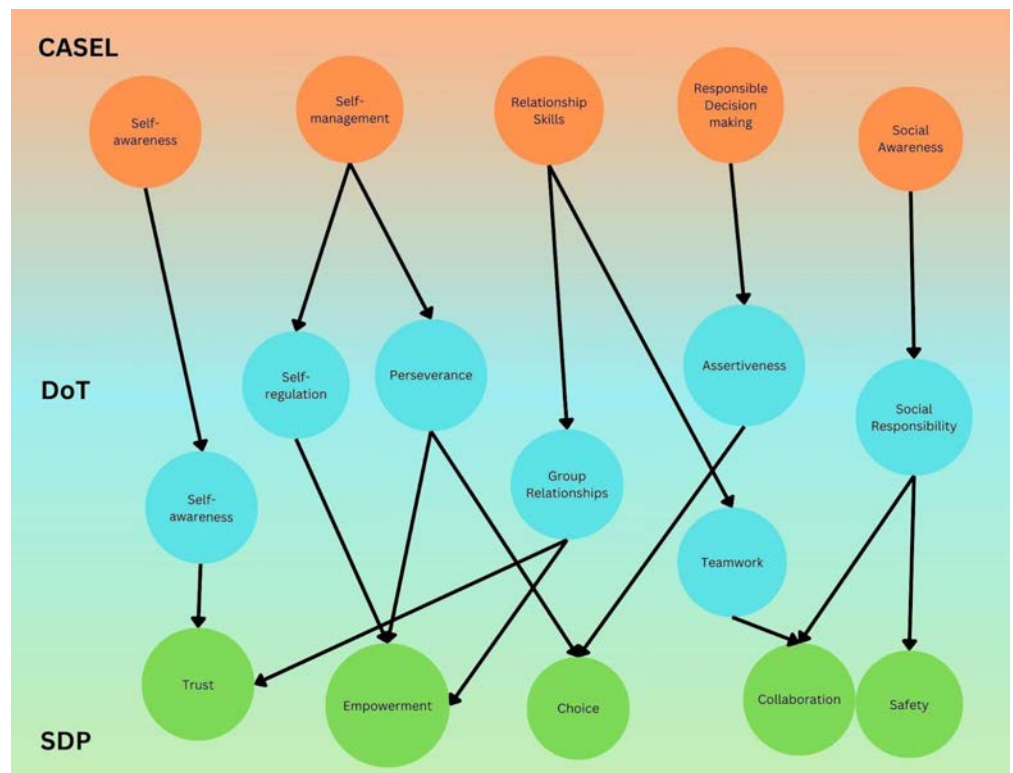 CASEL
Self-
awareness
Self-
management
Relationship
Skills
Responsible
Decision
making
Social
Awareness
DoT
Self-
awareness
Self-
regulation
Perseverance
Group
Relationships
Assertiveness
Teamwork
Social
Responsibility
SDP
Trust
Empowerment
Choice
Collaboration
Safety